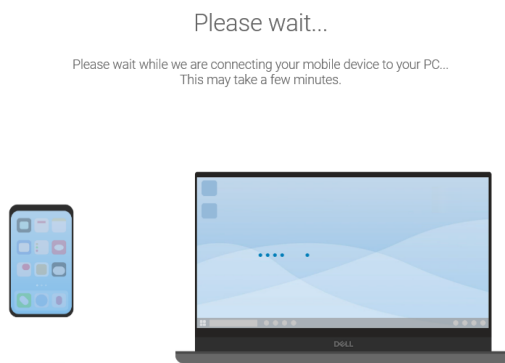 Please wait...
Please wait while we are connecting your mobile device to your PC...
This may take a few minutes.
DELL